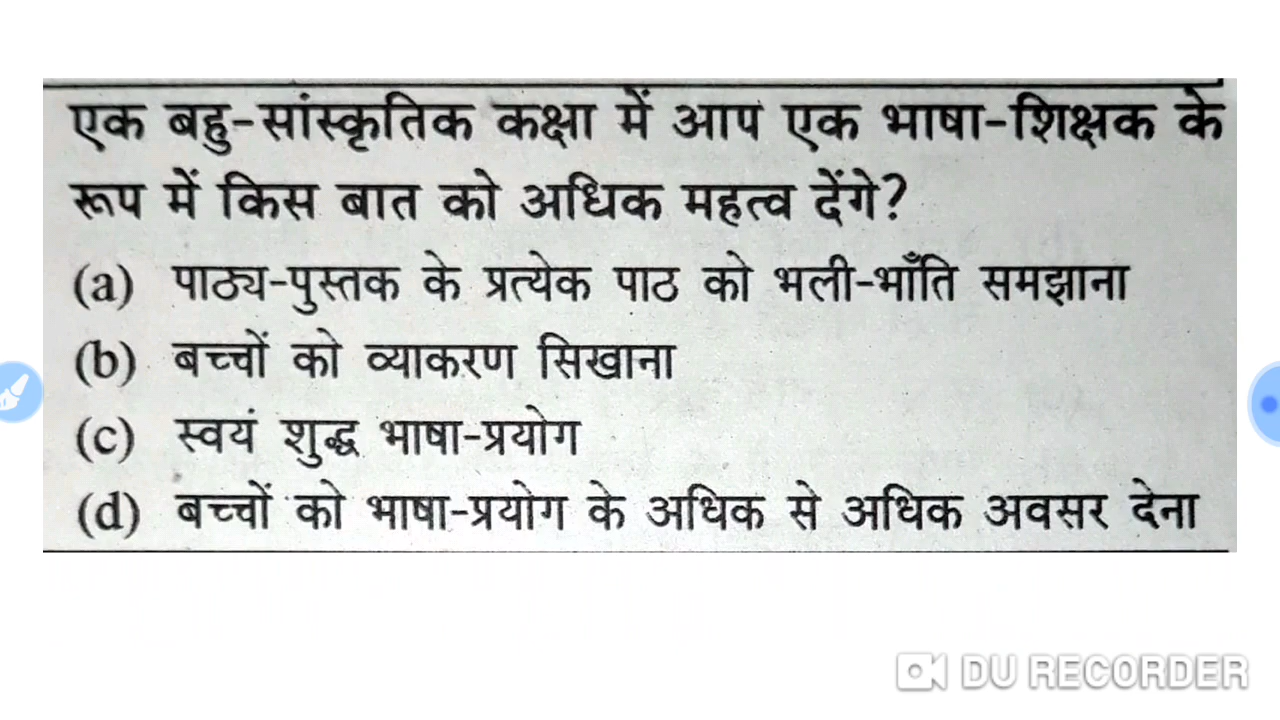 एक बहु-सांस्कृतिक कक्षा में आप एक भाषा-शिक्षक के
रूप में किस बात को अधिक महत्व देंगे?
(a) पाठ्य-पुस्तक के प्रत्येक पाठ को भली-भाँति समझाना
(b) बच्चों को व्याकरण सिखाना
(c) स्वयं शुद्ध भाषा-प्रयोग
(d) बच्चों को भाषा-प्रयोग के अधिक से अधिक अवसर देना
DU RECORDER